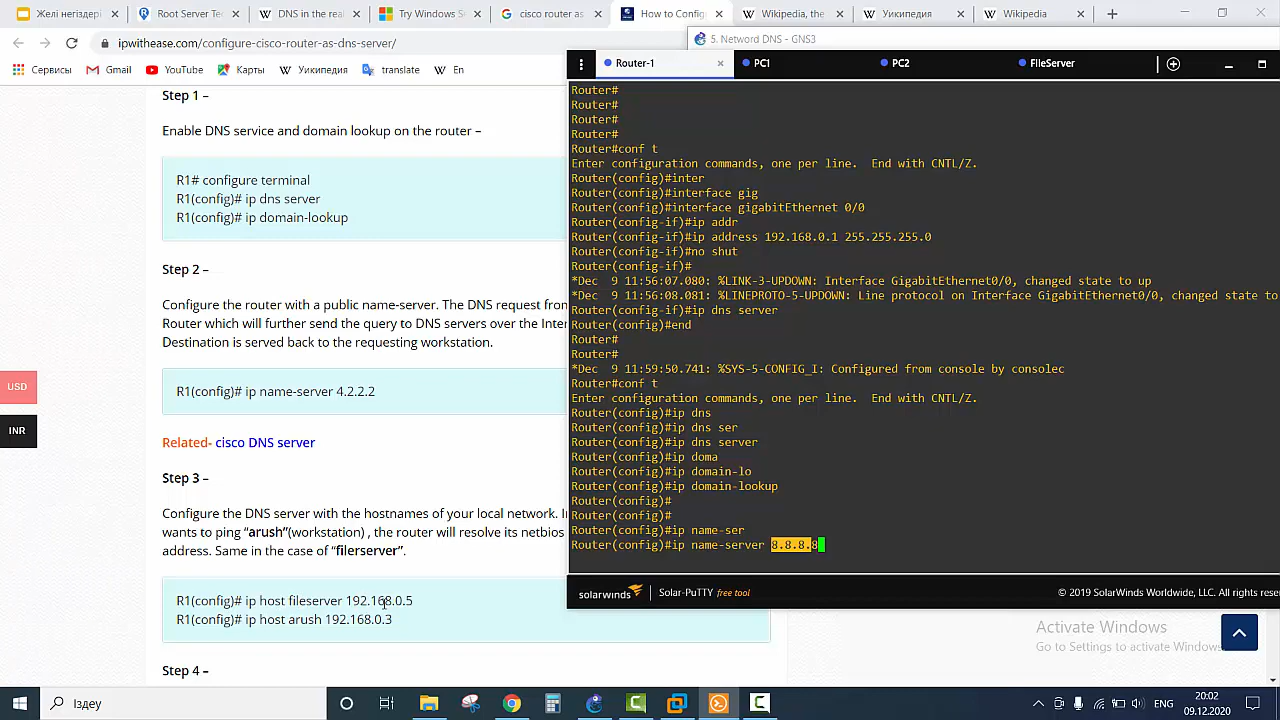 Желі негіздері
Root Server Te
DNS in the rea
Try Windows Se
cisco router as
How to Config
Wikipedia, the
Уикипедия
Wikipedia
ipwithease.com/configure-cisco-router-as-dns-server/
5. Netword DNS - GNS3
Сервисы
Gmail
YouTube
Карты
Уикипедия
translate
En
Router-1
PC1
PC2
FIleServer
Step 1 –
Enable DNS service and domain lookup on the router –
R1# configure terminal
R1(config)# ip dns server
R1(config)# ip domain-lookup
Step 2 –
Configure the router with a public name-server. The DNS request from
Router which will further send the query to DNS servers over the Inter
Destination is served back to the requesting workstation.
USD
R1(config)# ip name-server 4.2.2.2
INR
Related- cisco DNS server
Step 3 –
Configure the DNS server with the hostnames of your local network. I
wants to ping “arush”(workstation) , the router will resolve its netbios
address. Same in the case of “filerserver”.
R1(config)# ip host fileserver 192.168.0.5
R1(config)# ip host arush 192.168.0.3
Step 4 –
Router#
Router#
Router#
Router#
Router#conf t
Enter configuration commands, one per line. End with CNTL/Z.
Router(config)#inter
Router(config)#interface gig
Router(config)#interface gigabitEthernet 0/0
Router(config-if)#ip addr
Router(config-if)#ip address 192.168.0.1 255.255.255.0
Router(config-if)#no shut
Router(config-if)#
*Dec 9 11:56:07.080: %LINK-3-UPDOWN: Interface GigabitEthernet0/0, changed state to up
*Dec 9 11:56:08.081: %LINEPROTO-5-UPDOWN: Line protocol on Interface GigabitEthernet0/0, changed state to
Router(config-if)#ip dns server
Router(config)#end
Router#
Router#
*Dec 9 11:59:50.741: %SYS-5-CONFIG_I: Configured from console by consolec
Router#conf t
Enter configuration commands, one per line. End with CNTL/Z.
Router(config)#ip dns
Router(config)#ip dns ser
Router(config)#ip dns server
Router(config)#ip doma
Router(config)#ip domain-lo
Router(config)#ip domain-lookup
Router(config)#
Router(config)#
Router(config)#ip name-ser
Router(config)#ip name-server 8.8.8.8
solarwinds
Solar-PuTTY free tool
© 2019 SolarWinds Worldwide, LLC. All rights rese
Activate Windows
Go to Settings to activate Windows.
Іздеу
ENG
20:02
09.12.2020